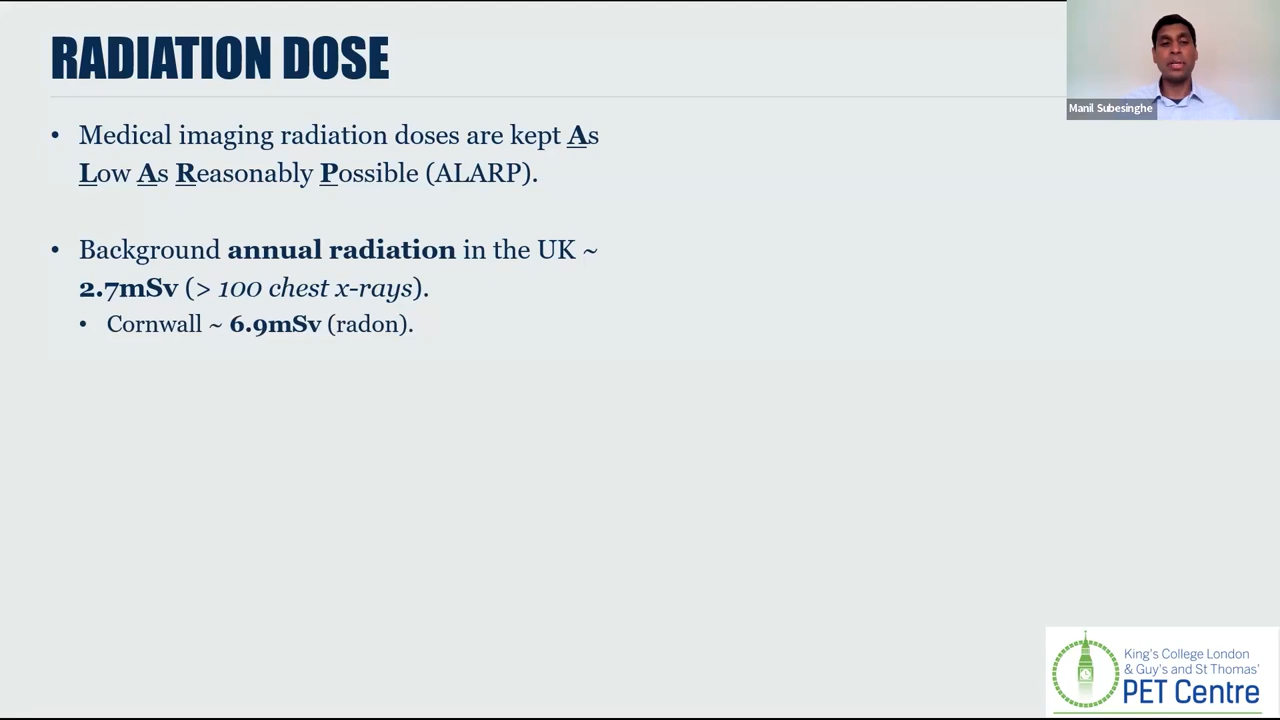 RADIATION DOSE
Manil Subesinghe
• Medical imaging radiation doses are kept As
Low As Reasonably Possible (ALARP).
• Background annual radiation in the UK ~
2.7mSv (> 100 chest x-rays).
• Cornwall ~ 6.9mSv (radon).
King's College London
& Guy's and St Thomas'
PET Centre